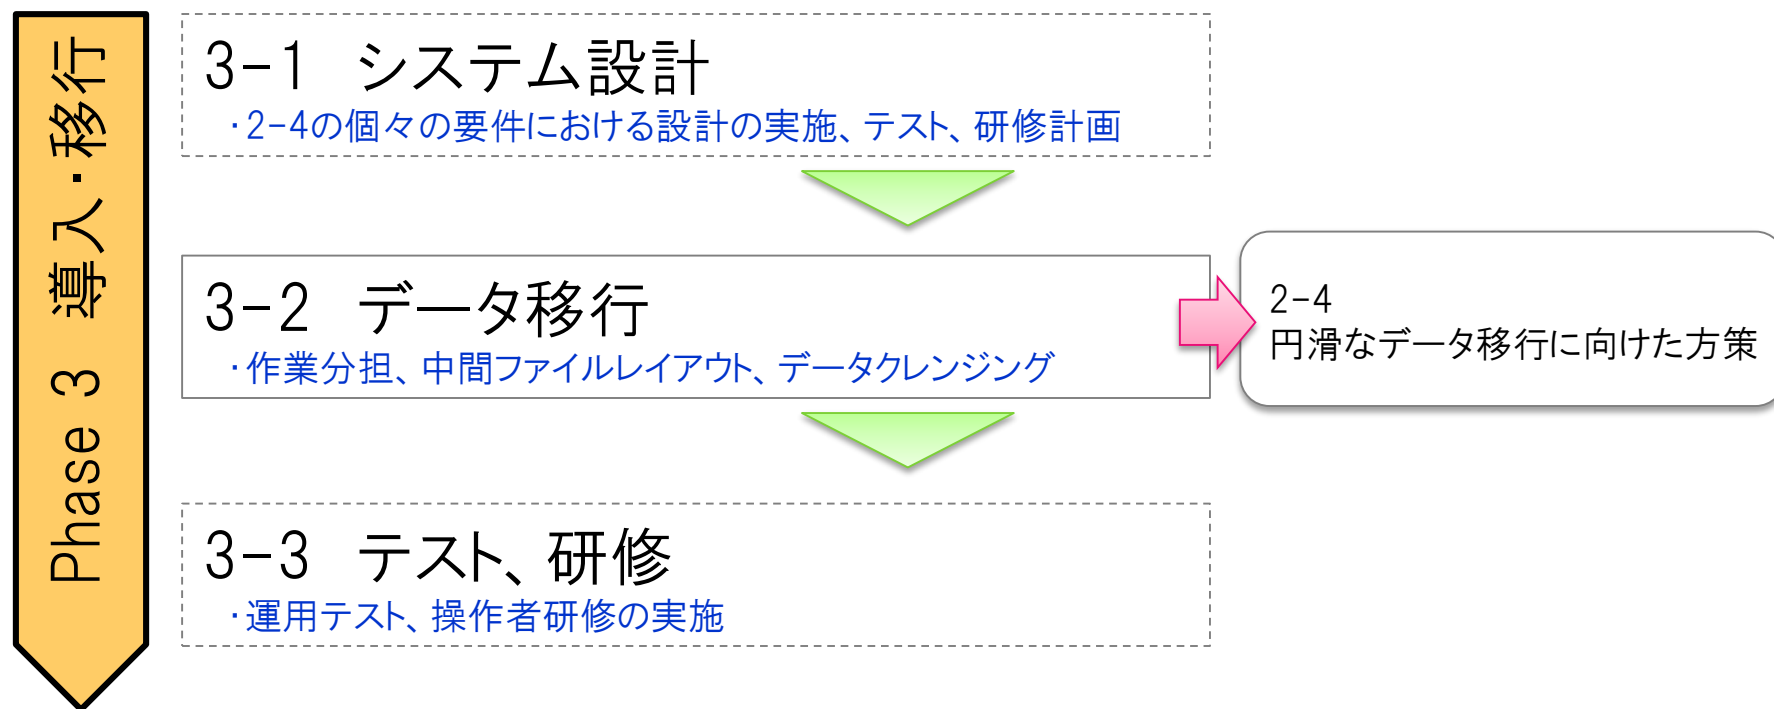 Phase 3 導入・移行
3-1 システム設計
・2-4の個々の要件における設計の実施、テスト、研修計画
3-2 データ移行
・作業分担、中間ファイルレイアウト、データクレンジング
2-4
円滑なデータ移行に向けた方策
3-3 テスト、研修
・運用テスト、操作者研修の実施